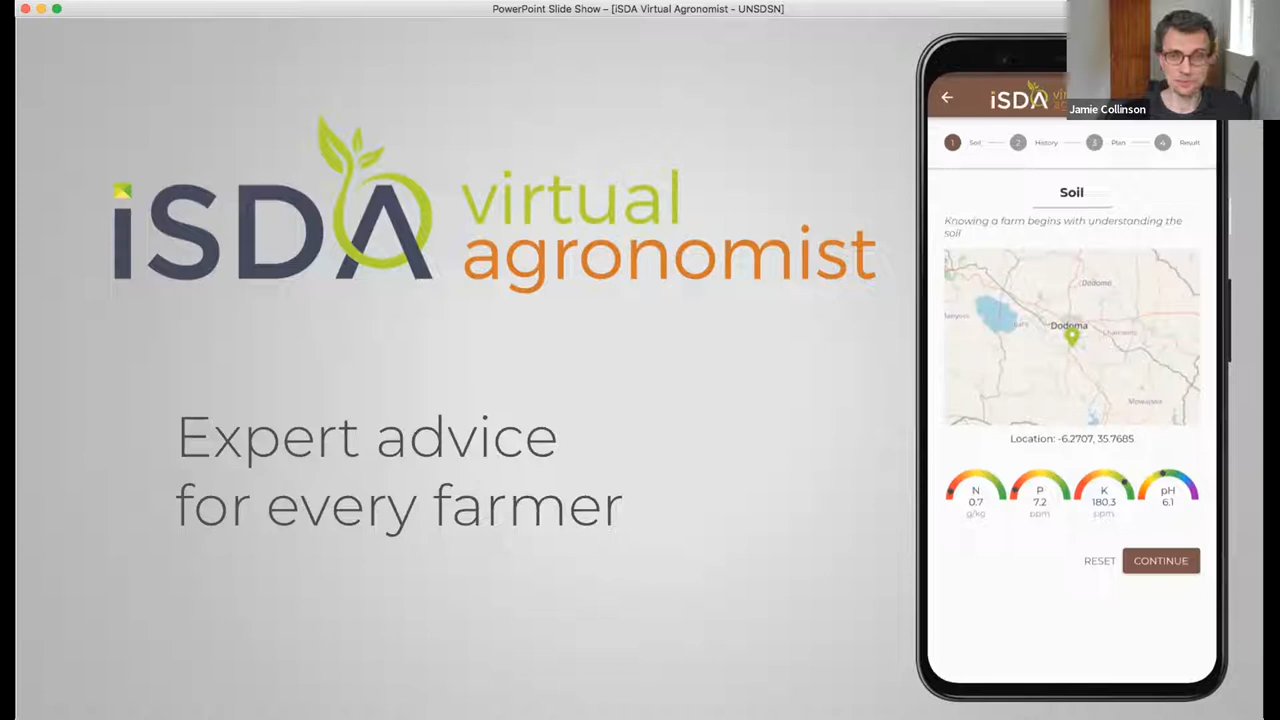 PowerPoint Slide Show – [iSDA Virtual Agronomist - UNSDSN]
iSDA virtual
agronomist
Expert advice
for every farmer
iSDA
Jamie Collinson
1 Soil 2 History 3 Plan 4 Result
Soil
Knowing a farm begins with understanding the
soil
Dodoma
Dodoma
Location: -6.2707, 35.7685
N P K pH
0.7 7.2 180.3 6.1
g/kg ppm ppm
RESET CONTINUE